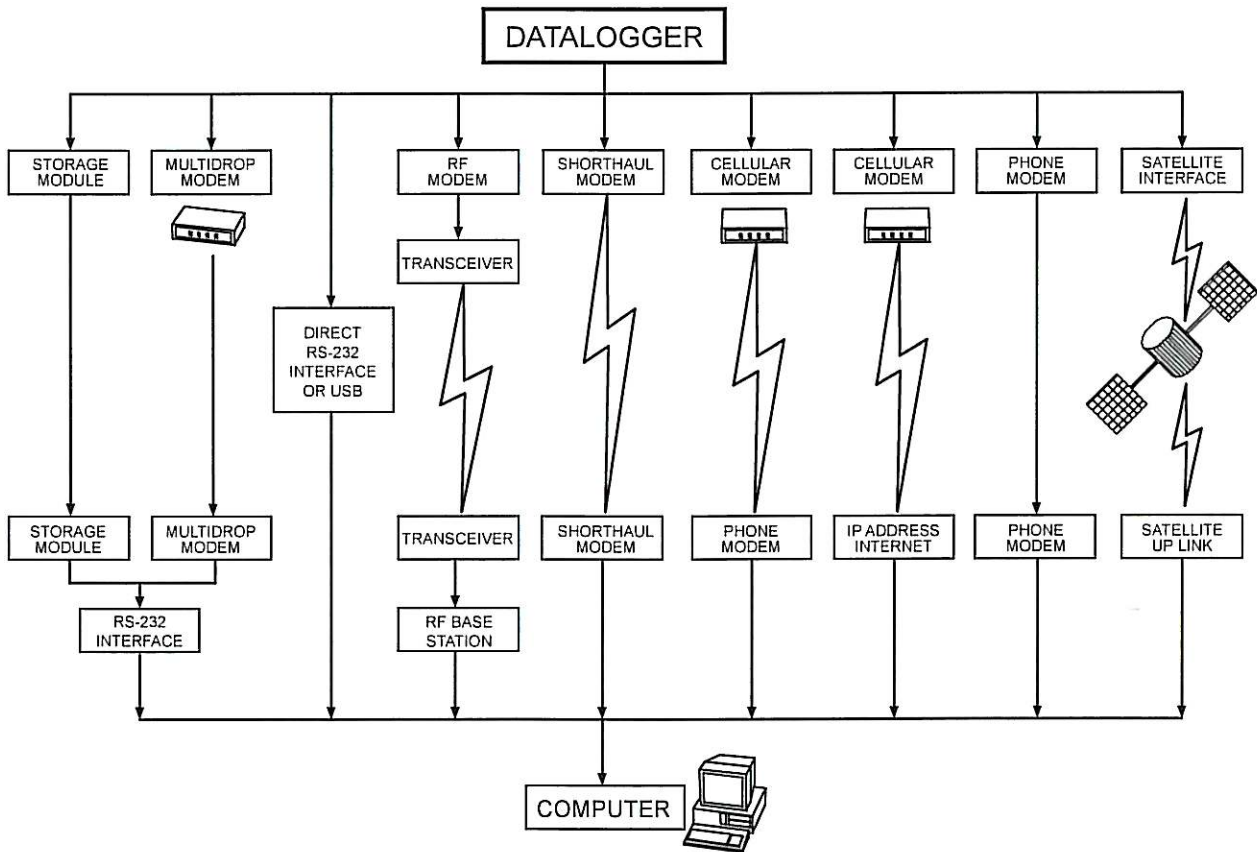 DATALOGGER
STORAGE
MODULE
MULTIDROP
MODEM
RF
MODEM
SHORTHAUL
MODEM
CELLULAR
MODEM
CELLULAR
MODEM
PHONE
MODEM
SATELLITE
INTERFACE
TRANSCEIVER
DIRECT
RS-232
INTERFACE
OR USB
STORAGE
MODULE
MULTIDROP
MODEM
TRANSCEIVER
SHORTHAUL
MODEM
PHONE
MODEM
IP ADDRESS
INTERNET
PHONE
MODEM
SATELLITE
UP LINK
RS-232
INTERFACE
RF BASE
STATION
COMPUTER